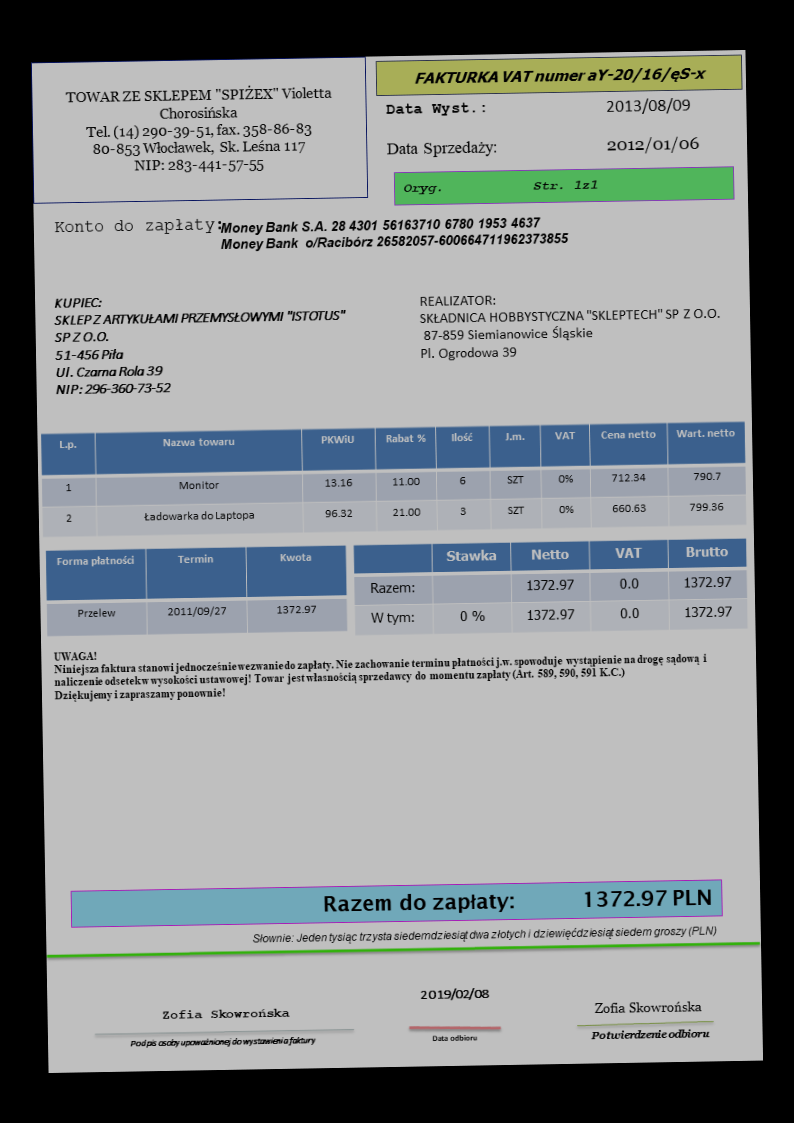 TOWAR ZE SKLEPEM "SPIŻEX" Violetta
Chorosińska
Tel. (14) 290-39-51, fax. 358-86-83
80-853 Włocławek, Sk. Leśna 117
NIP: 283-441-57-55
FAKTURKA VAT numer aY-20/16/ęS-x
Data Wyst.: 2013/08/09
Data Sprzedaży: 2012/01/06
Oryg. Str. 1z1
Konto do zapłaty:
Money Bank S.A. 28 4301 56163710 6780 1953 4637
Money Bank o/Racibórz 26582057-600664711962373855
KUPIEC:
SKLEP Z ARTYKUŁAMI PRZEMYSŁOWYMI "ISTOTUS"
SP Z O.O.
51-456 Piła
Ul. Czarna Rola 39
NIP: 296-360-73-52
REALIZATOR:
SKŁADNICA HOBBYSTYCZNA "SKLEPTECH" SP Z O.O.
87-859 Siemianowice Śląskie
Pl. Ogrodowa 39
L.p. Nazwa towaru PKWiU Rabat % Ilość J.m. VAT Cena netto Wart. netto
1 Monitor 13.16 11.00 6 SZT 0% 712.34 790.7
2 Ładowarka do Laptopa 96.32 21.00 3 SZT 0% 660.63 799.36
Forma płatności Termin Kwota
Przelew 2011/09/27 1372.97
Stawka Netto VAT Brutto
Razem: 1372.97 0.0 1372.97
W tym: 0 % 1372.97 0.0 1372.97
UWAGA!
Niniejsza faktura stanowi jednocześnie wezwanie do zapłaty. Nie zachowanie terminu płatności j.w. spowoduje wystąpienie na drogę sądową i
naliczenie odsetek w wysokości ustawowej! Towar jest własnością sprzedawcy do momentu zapłaty (Art. 589, 590, 591 K.C.)
Dziękujemy i zapraszamy ponownie!
Razem do zapłaty: 1372.97 PLN
Słownie: Jeden tysiąc trzysta siedemdziesiąt dwa złotych i dziewięćdziesiąt siedem groszy (PLN)
Zofia Skowrońska
Podpis osoby upoważnionej do wystawienia faktury
2019/02/08
Data odbioru
Zofia Skowrońska
Potwierdzenie odbioru